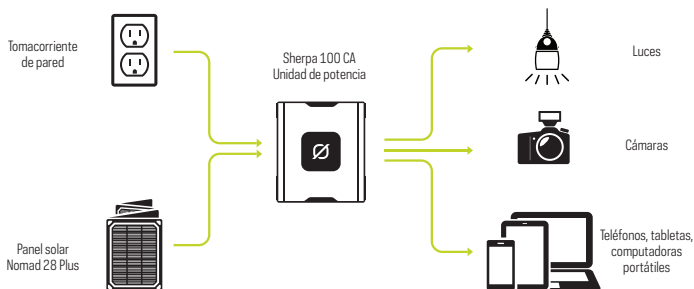 Tomacorriente
de pared
Sherpa 100 CA
Unidad de potencia
Luces
Cámaras
Panel solar
Nomad 28 Plus
Teléfonos, tabletas,
computadoras
portátiles